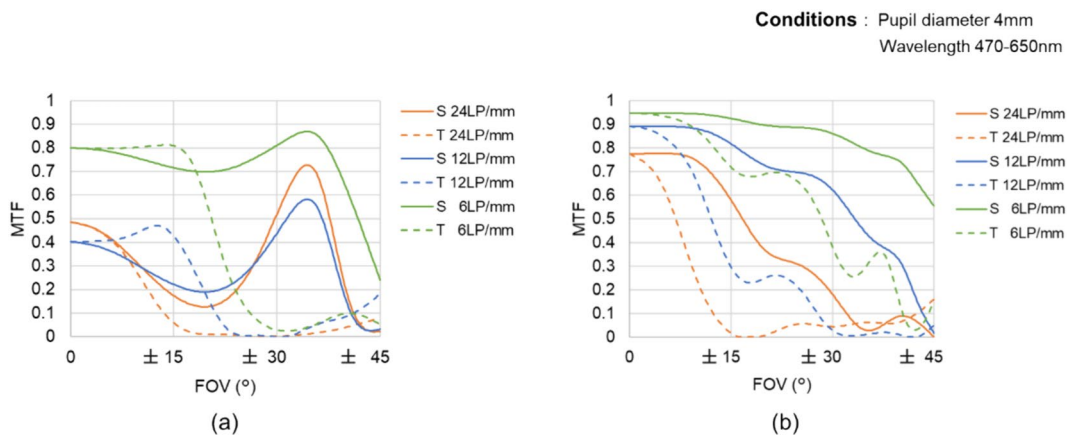 Conditions : Pupil diameter 4mm
Wavelength 470-650nm
MTF
1
0.9
0.8
0.7
0.6
0.5
0.4
0.3
0.2
0.1
0
0 ± 15 ± 30 ± 45
FOV (°)
S 24LP/mm
T 24LP/mm
S 12LP/mm
T 12LP/mm
S 6LP/mm
T 6LP/mm
(a)
MTF
1
0.9
0.8
0.7
0.6
0.5
0.4
0.3
0.2
0.1
0
0 ± 15 ± 30 ± 45
FOV (°)
S 24LP/mm
T 24LP/mm
S 12LP/mm
T 12LP/mm
S 6LP/mm
T 6LP/mm
(b)